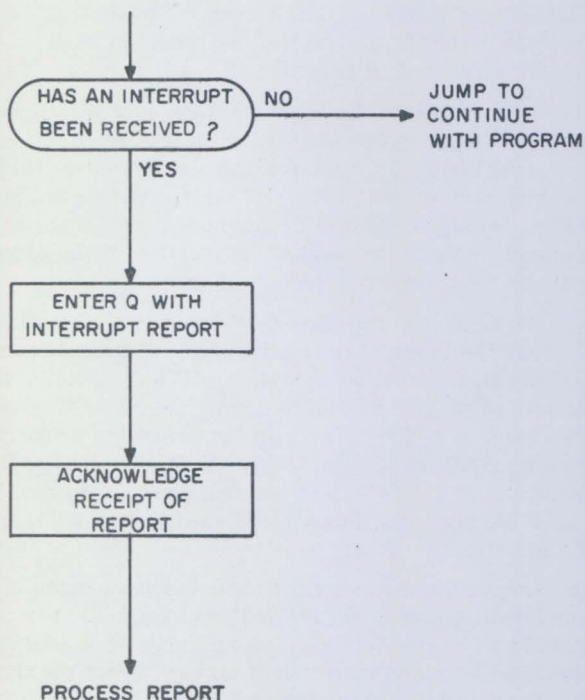 HAS AN INTERRUPT
BEEN RECEIVED ?
NO
JUMP TO
CONTINUE
WITH PROGRAM
YES
ENTER Q WITH
INTERRUPT REPORT
ACKNOWLEDGE
RECEIPT OF
REPORT
PROCESS REPORT